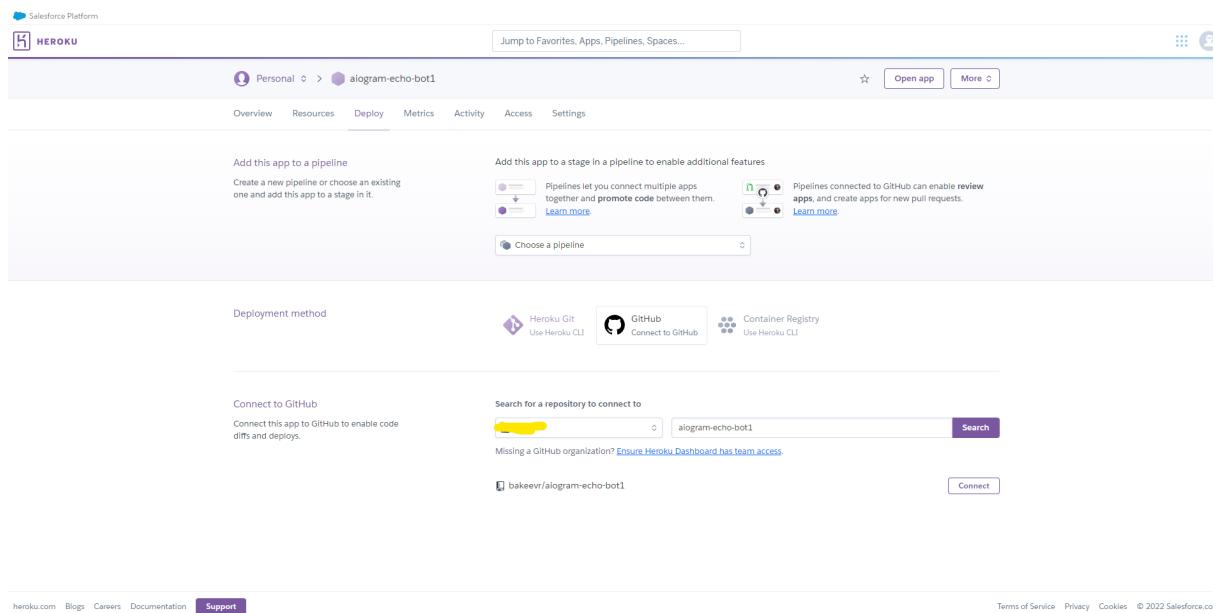 Salesforce Platform
HEROKU
Jump to Favorites, Apps, Pipelines, Spaces...
Personal > aiogram-echo-bot1
Open app
More
Overview Resources Deploy Metrics Activity Access Settings
Add this app to a pipeline
Create a new pipeline or choose an existing
one and add this app to a stage in it.
Add this app to a stage in a pipeline to enable additional features
Pipelines let you connect multiple apps
together and promote code between them.
Learn more.
Pipelines connected to GitHub can enable review
apps, and create apps for new pull requests.
Learn more.
Choose a pipeline
Deployment method
Heroku Git
Use Heroku CLI
GitHub
Connect to GitHub
Container Registry
Use Heroku CLI
Connect to GitHub
Connect this app to GitHub to enable code
diffs and deploys.
Search for a repository to connect to
aiogram-echo-bot1
Search
Missing a GitHub organization? Ensure Heroku Dashboard has team access.
bakeevr/aiogram-echo-bot1
Connect
heroku.com Blogs Careers Documentation Support
Terms of Service Privacy Cookies © 2022 Salesforce.co